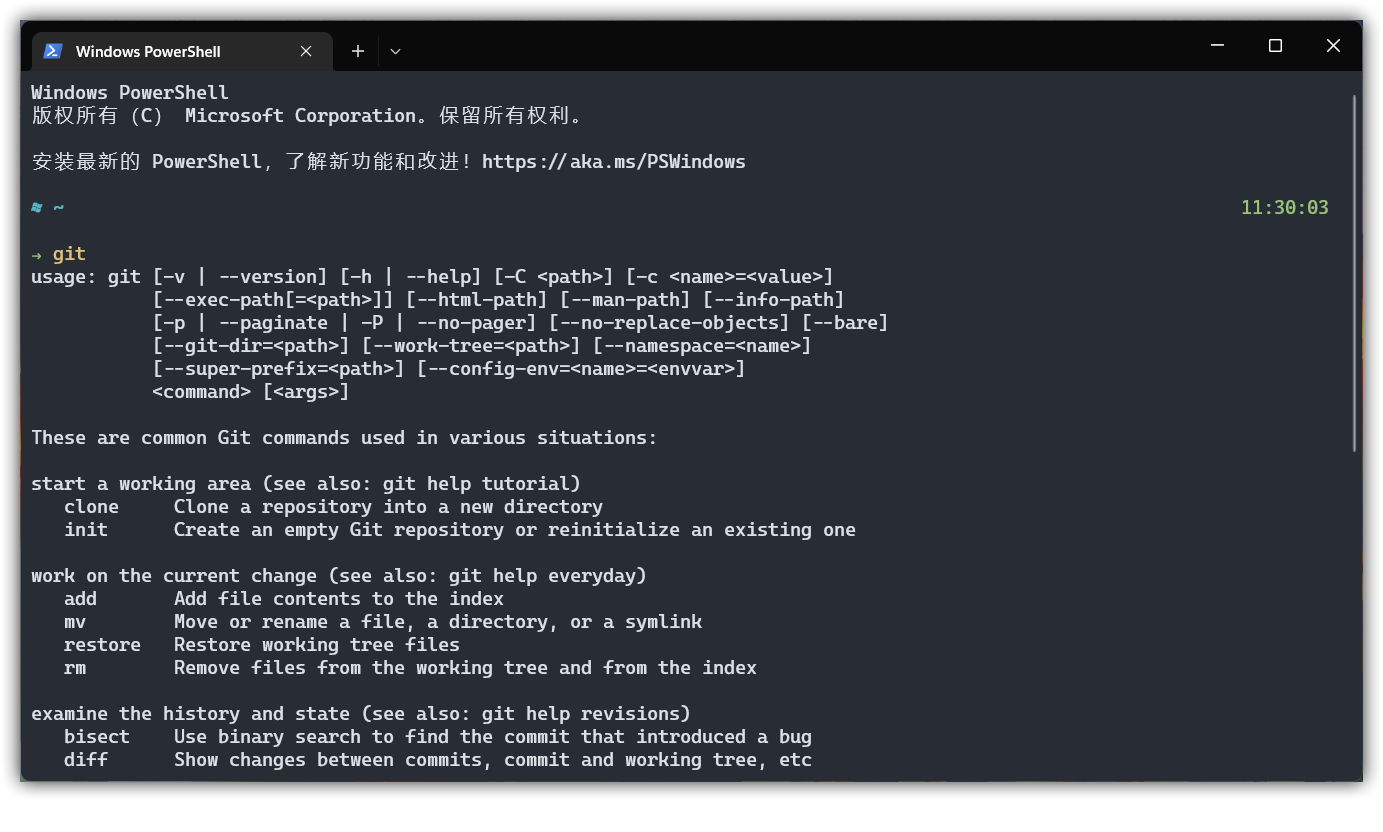 Windows PowerShell
Windows PowerShell
版权所有 (C)  Microsoft Corporation。保留所有权利。
安装最新的 PowerShell，了解新功能和改进！https://aka.ms/PSWindows
~ 11:30:03
→ git
usage: git [-v | --version] [-h | --help] [-C <path>] [-c <name>=<value>]
           [--exec-path[=<path>]] [--html-path] [--man-path] [--info-path]
           [-p | --paginate | -P | --no-pager] [--no-replace-objects] [--bare]
           [--git-dir=<path>] [--work-tree=<path>] [--namespace=<name>]
           [--super-prefix=<path>] [--config-env=<name>=<envvar>]
           <command> [<args>]
These are common Git commands used in various situations:
start a working area (see also: git help tutorial)
   clone     Clone a repository into a new directory
   init      Create an empty Git repository or reinitialize an existing one
work on the current change (see also: git help everyday)
   add       Add file contents to the index
   mv        Move or rename a file, a directory, or a symlink
   restore   Restore working tree files
   rm        Remove files from the working tree and from the index
examine the history and state (see also: git help revisions)
   bisect    Use binary search to find the commit that introduced a bug
   diff      Show changes between commits, commit and working tree, etc